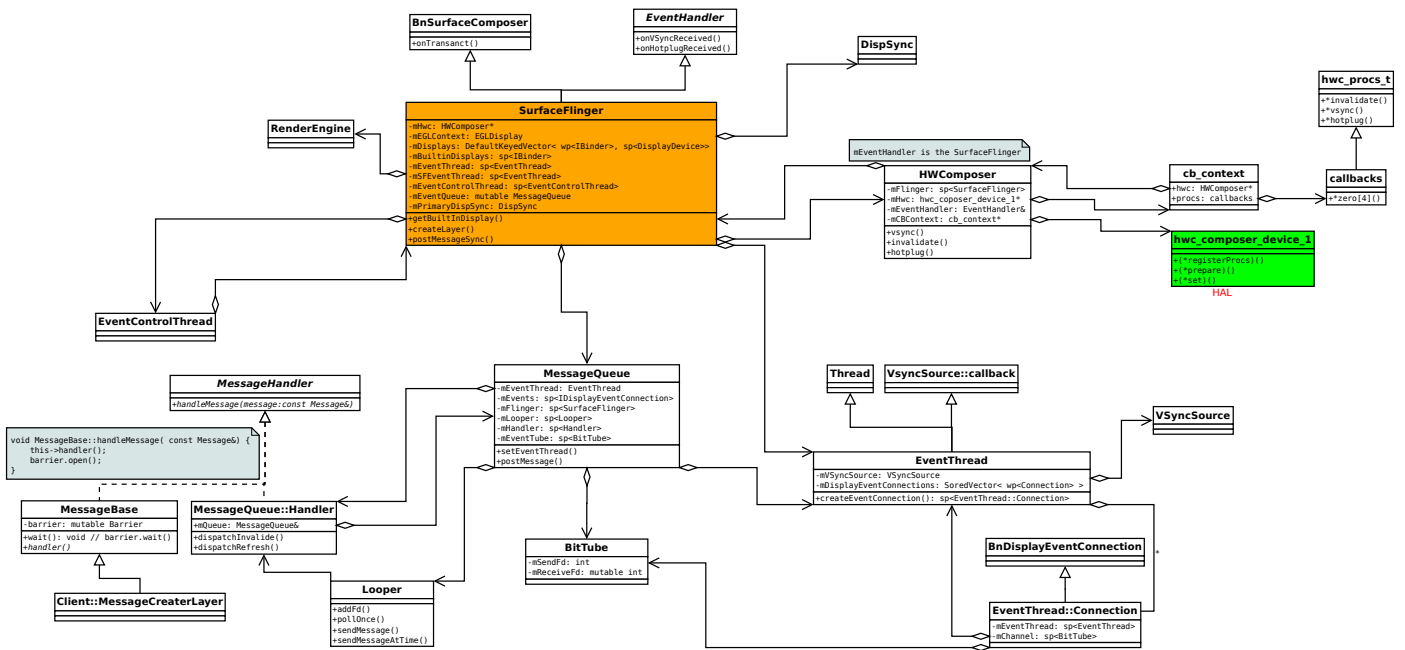 BnSurfaceComposer
+onTransanct()
EventHandler
+onVSyncReceived()
+onHotplugReceived()
DispSync
hwc_procs_t
+*invalidate()
+*vsync()
+*hotplug()
RenderEngine
SurfaceFlinger
-mHwc: HWComposer*
-mEGLContext: EGLDisplay
-mDisplays: DefaultKeyedVector< wp<IBinder>, sp<DisplayDevice>>
-mBuiltinDisplays: sp<IBinder>
-mEventThread: sp<EventThread>
-mSFEventThread: sp<EventThread>
-mEventControlThread: sp<EventControlThread>
-mEventQueue: mutable MessageQueue
-mPrimaryDispSync: DispSync
+getBuiltInDisplay()
+createLayer()
+postMessageSync()
mEventHandler is the SurfaceFlinger
HWComposer
-mFlinger: sp<SurfaceFlinger>
-mHwc: hwc_coposer_device_1*
-mEventHandler: EventHandler&
-mCBContext: cb_context*
+vsync()
+invalidate()
+hotplug()
cb_context
+hwc: HWComposer*
+procs: callbacks
callbacks
+*zero[4]()
hwc_composer_device_1
+(*registerProcs)()
+(*prepare)()
+(*set)()
HAL
EventControlThread
MessageHandler
+handleMessage(message:const Message&)
void MessageBase::handleMessage( const Message&) {
this->handler();
barrier.open();
}
MessageQueue
-mEventThread: EventThread
-mEvents: sp<IDisplayEventConnection>
-mFlinger: sp<SurfaceFlinger>
-mLooper: sp<Looper>
-mHandler: sp<Handler>
-mEventTube: sp<BitTube>
+setEventThread()
+postMessage()
Thread
VsyncSource::callback
VSyncSource
EventThread
-mVSyncSource: VSyncSource
-mDisplayEventConnections: SoredVector< wp<Connection> >
+createEventConnection(): sp<EventThread::Connection>
MessageBase
-barrier: mutable Barrier
+wait(): void // barrier.wait()
+handler()
MessageQueue::Handler
+mQueue: MessageQueue&
+dispatchInvalide()
+dispatchRefresh()
BitTube
-mSendFd: int
-mReceiveFd: mutable int
BnDisplayEventConnection
*
Client::MessageCreaterLayer
Looper
+addFd()
+pollOnce()
+sendMessage()
+sendMessageAtTime()
EventThread::Connection
-mEventThread: sp<EventThread>
-mChannel: sp<BitTube>